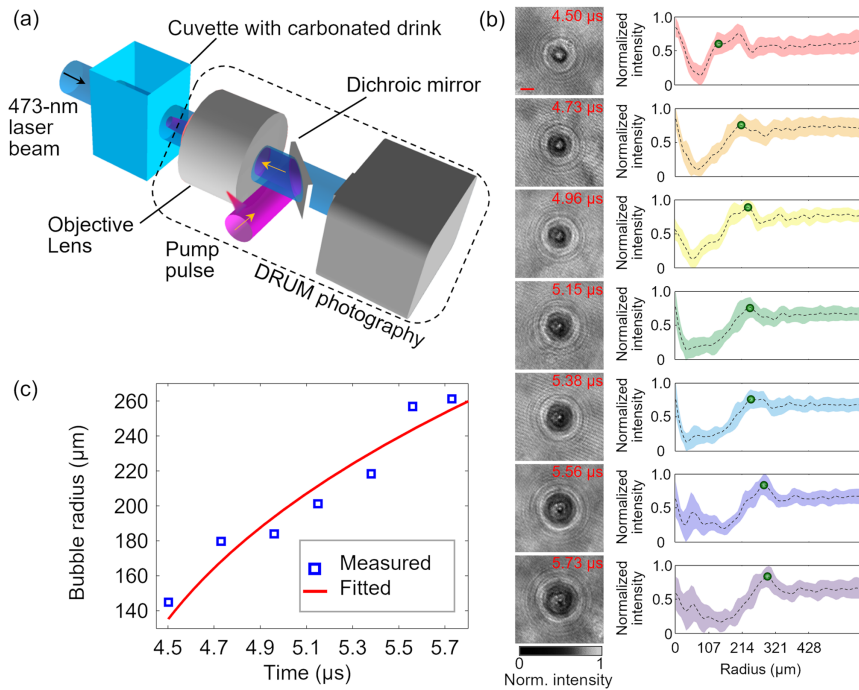 (a)
Cuvette with carbonated drink
Dichroic mirror
473-nm
laser
beam
Objective
Lens
Pump
pulse
DRUM photography
(b)
4.50 µs
Normalized
intensity
1.0
0.5
0
4.73 µs
Normalized
intensity
1.0
0.5
0
4.96 µs
Normalized
intensity
1.0
0.5
0
5.15 µs
Normalized
intensity
1.0
0.5
0
5.38 µs
Normalized
intensity
1.0
0.5
0
5.56 µs
Normalized
intensity
1.0
0.5
0
5.73 µs
Normalized
intensity
1.0
0.5
0
0 107 214 321 428
Radius (µm)
0 1
Norm. intensity
(c)
Bubble radius (µm)
260
240
220
200
180
160
140
Measured
Fitted
4.5 4.7 4.9 5.1 5.3 5.5 5.7
Time (µs)